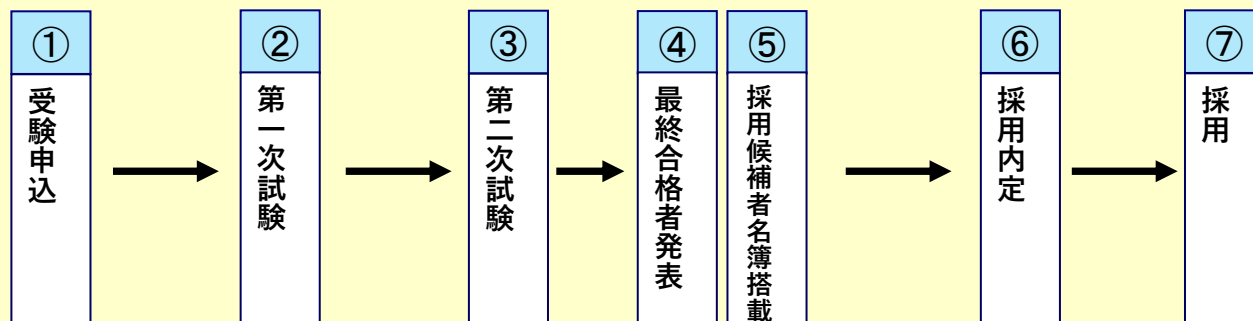 ①
受験申込
②
第一次試験
③
第二次試験
④
最終合格者発表
⑤
採用候補者名簿搭載
⑥
採用内定
⑦
採用